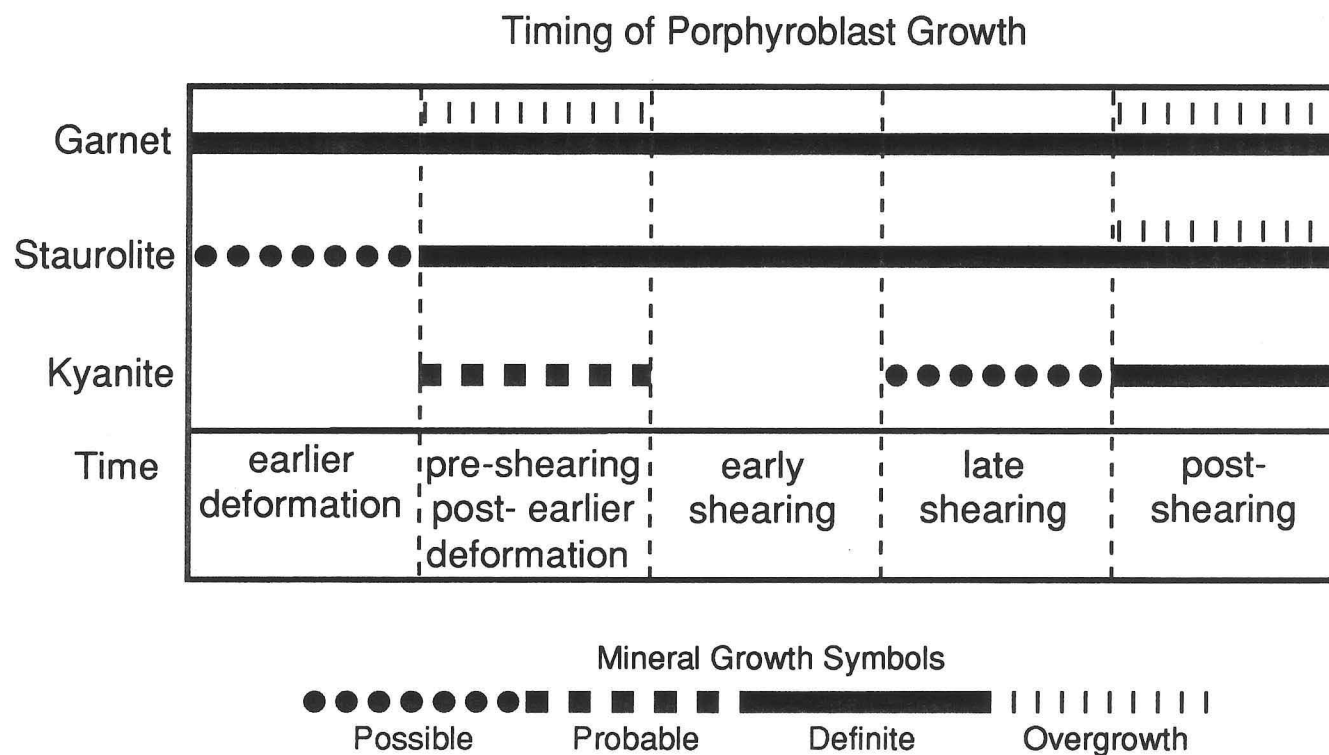 Timing of Porphyroblast Growth
Garnet
Staurolite
Kyanite
Time
earlier
deformation
pre-shearing
post- earlier
deformation
early
shearing
late
shearing
post-
shearing
Mineral Growth Symbols
Possible
Probable
Definite
Overgrowth